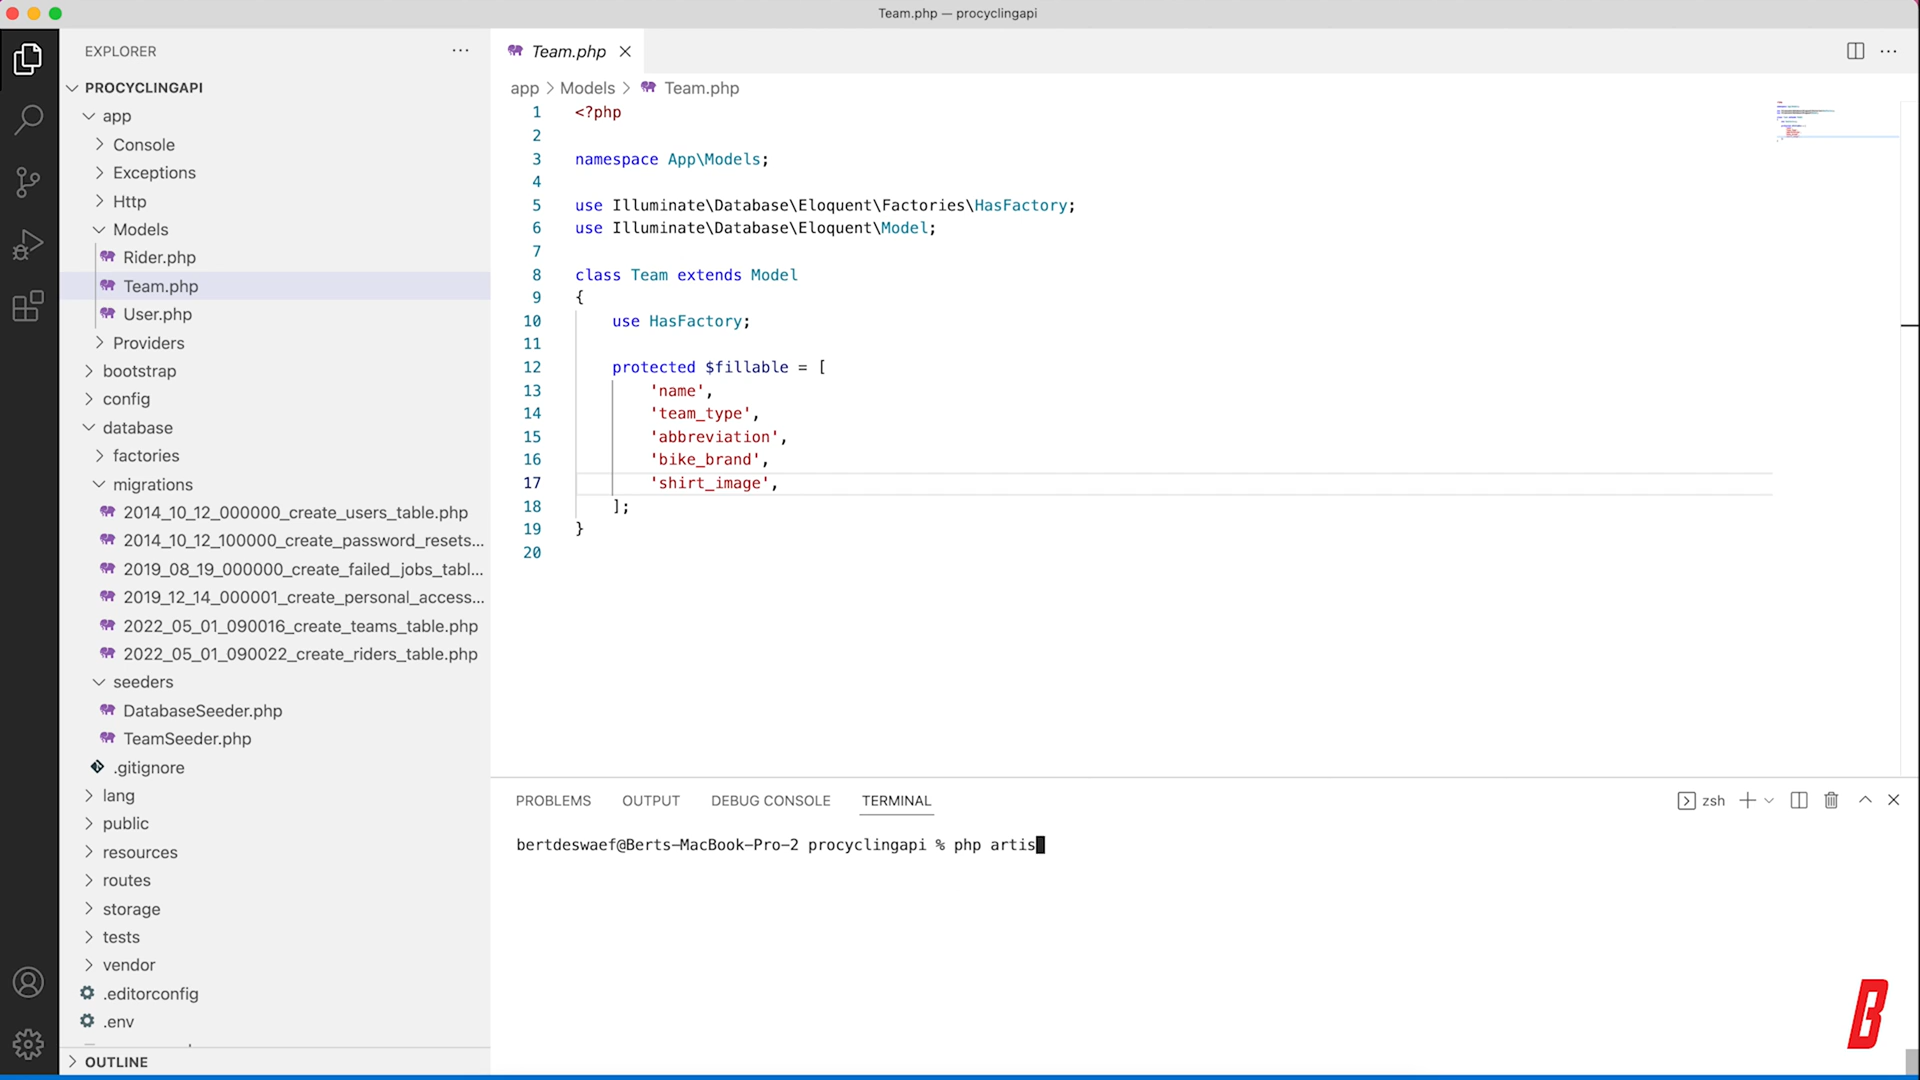 Team.php — procyclingapi
EXPLORER
PROCYCLINGAPI
app
Console
Exceptions
Http
Models
Rider.php
Team.php
User.php
Providers
bootstrap
config
database
factories
migrations
2014_10_12_000000_create_users_table.php
2014_10_12_100000_create_password_resets...
2019_08_19_000000_create_failed_jobs_tabl...
2019_12_14_000001_create_personal_access...
2022_05_01_090016_create_teams_table.php
2022_05_01_090022_create_riders_table.php
seeders
DatabaseSeeder.php
TeamSeeder.php
.gitignore
lang
public
resources
routes
storage
tests
vendor
.editorconfig
.env
OUTLINE
Team.php
app > Models > Team.php
1 <?php
2
3 namespace App\Models;
4
5 use Illuminate\Database\Eloquent\Factories\HasFactory;
6 use Illuminate\Database\Eloquent\Model;
7
8 class Team extends Model
9 {
10 use HasFactory;
11
12 protected $fillable = [
13 'name',
14 'team_type',
15 'abbreviation',
16 'bike_brand',
17 'shirt_image',
18 ];
19 }
20
PROBLEMS OUTPUT DEBUG CONSOLE TERMINAL zsh
bertdeswaef@Berts-MacBook-Pro-2 procyclingapi % php artis
B